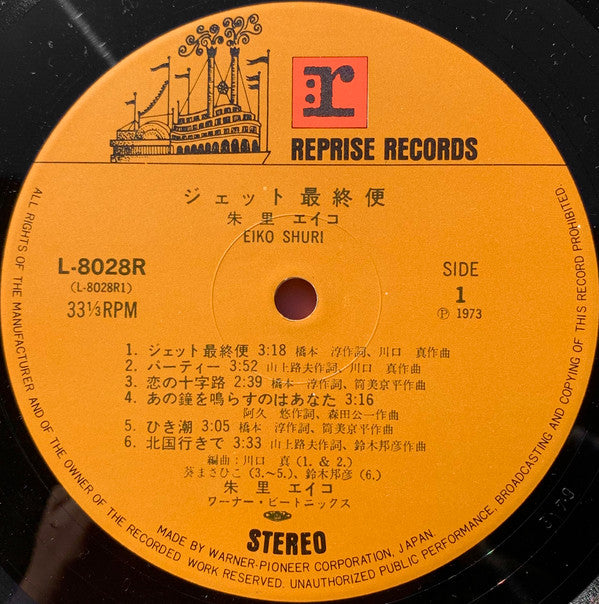 r
REPRISE RECORDS
ジェット最終便
朱里 エイコ
EIKO SHURI
L-8028R
(L-8028R1)
33⅓RPM
SIDE
1
Ⓟ 1973
1. ジェット最終便 3:18 橋本 淳作詞、川口 真作曲
2. パーティー 3:52 山上路夫作詞、川口 真作曲
3. 恋の十字路 2:39 橋本 淳作詞、筒美京平作曲
4. あの鐘を鳴らすのはあなた 3:16
阿久 悠作詞、森田公一作曲
5. ひき潮 3:05 橋本 淳作詞、筒美京平作曲
6. 北国行きで 3:33 山上路夫作詞、鈴木邦彦作曲
編曲:川口 真(1. & 2.)
葵まさひこ(3.~5.)、鈴木邦彦(6.)
朱里 エイコ
ワーナー・ビートニックス
STEREO
MADE BY WARNER-PIONEER CORPORATION, JAPAN.
ALL RIGHTS OF THE MANUFACTURER AND OF THE OWNER OF THE RECORDED WORK RESERVED. UNAUTHORIZED PUBLIC PERFORMANCE, BROADCASTING AND COPYING OF THIS RECORD PROHIBITED